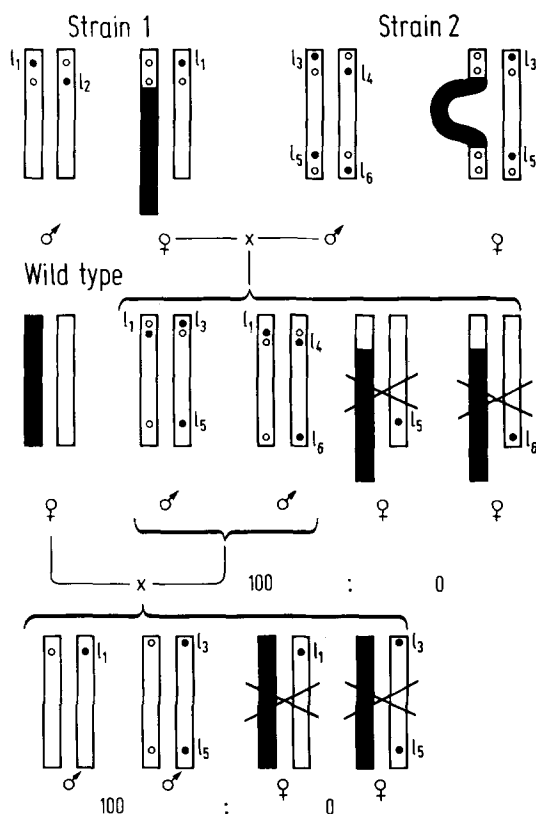 Strain 1 Strain 2
l1 l2 l1 l3 l4 l3
l5 l6 l5
♂ ♀ x ♂ ♀
Wild type
l1 l3 l1 l4
l5 l6 l5 l6
♀ ♂ ♂ ♀ ♀
x 100 : 0
l1 l3 l1 l3
l5 l5
♂ ♂ ♀ ♀
100 : 0